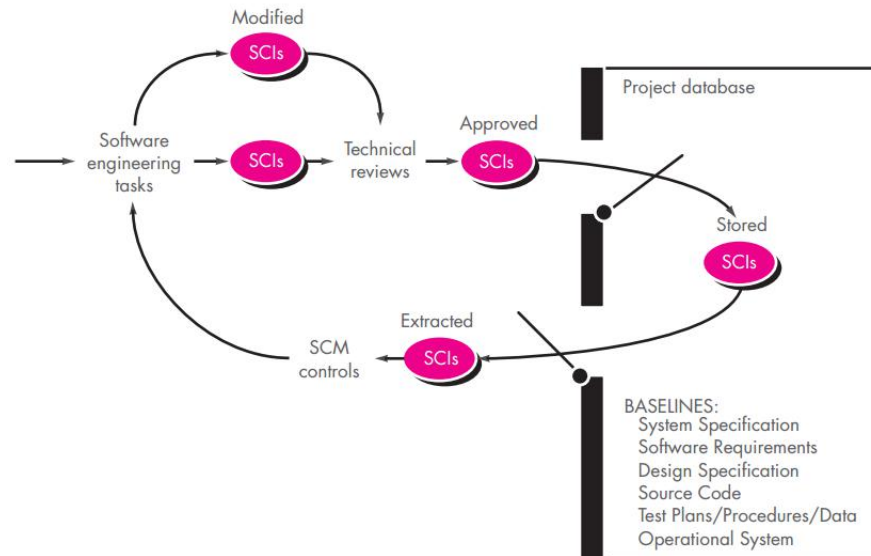 Modified
SCIs
Project database
Approved
Software
engineering
tasks
SCIs
Technical
reviews
SCIs
Stored
SCIs
Extracted
SCM
controls
SCIs
BASELINES:
System Specification
Software Requirements
Design Specification
Source Code
Test Plans/Procedures/Data
Operational System